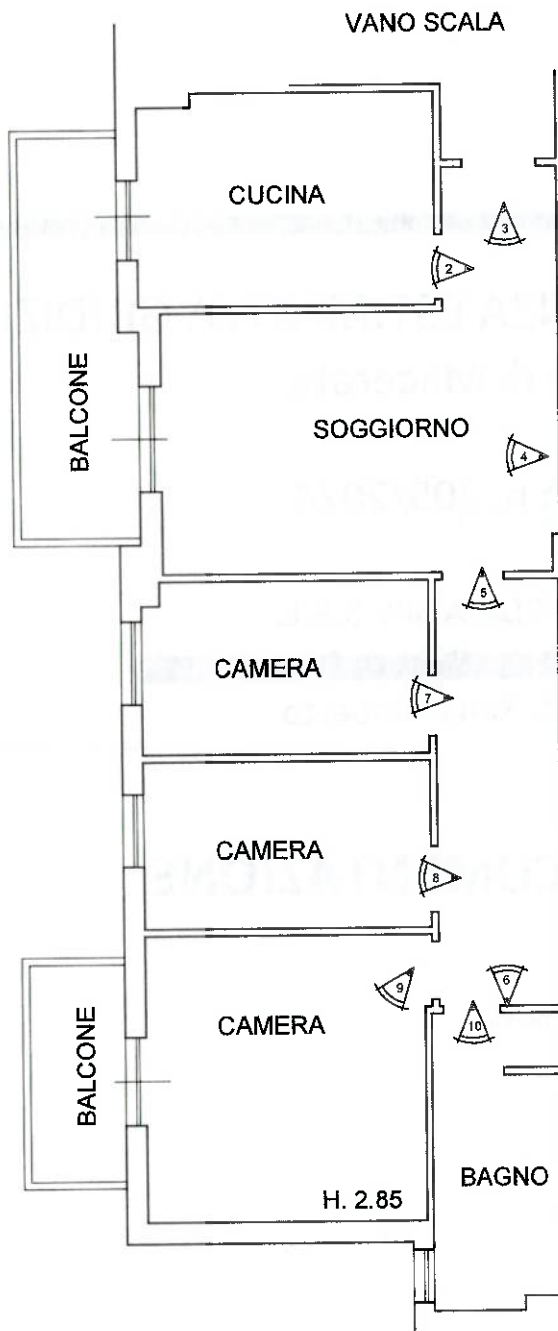 VANO SCALA
CUCINA
3
2
BALCONE
SOGGIORNO
4
5
CAMERA
7
CAMERA
8
9
6
CAMERA
10
BALCONE
BAGNO
H. 2.85